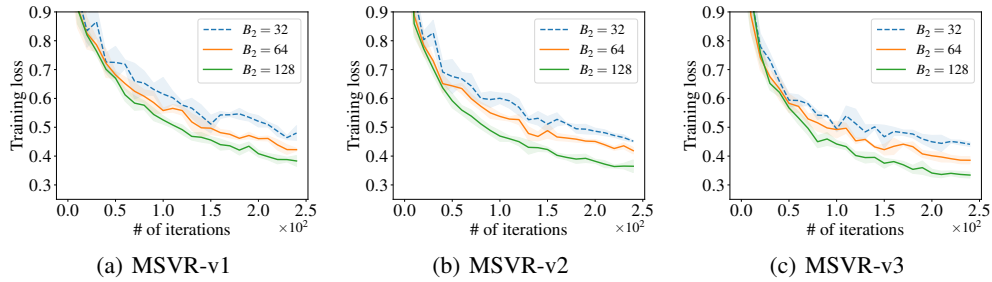 0.9
0.8
0.7
0.6
0.5
0.4
0.3
Training loss
B₂ = 32
B₂ = 64
B₂ = 128
0.0 0.5 1.0 1.5 2.0 2.5
# of iterations ×10²
(a) MSVR-v1
0.9
0.8
0.7
0.6
0.5
0.4
0.3
Training loss
B₂ = 32
B₂ = 64
B₂ = 128
0.0 0.5 1.0 1.5 2.0 2.5
# of iterations ×10²
(b) MSVR-v2
0.9
0.8
0.7
0.6
0.5
0.4
0.3
Training loss
B₂ = 32
B₂ = 64
B₂ = 128
0.0 0.5 1.0 1.5 2.0 2.5
# of iterations ×10²
(c) MSVR-v3